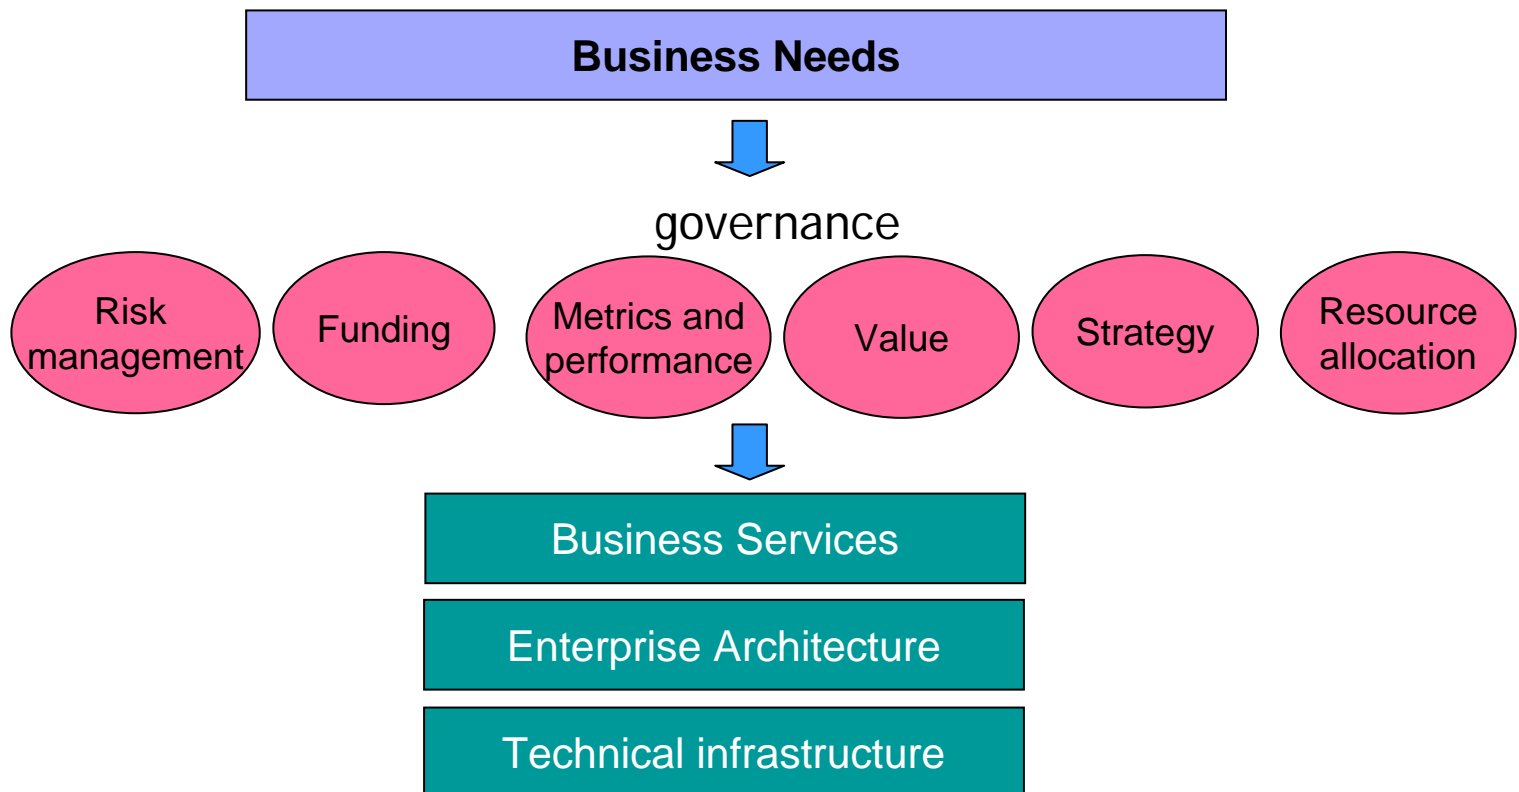 Business Needs
governance
Risk
management
Funding
Metrics and
performance
Value
Strategy
Resource
allocation
Business Services
Enterprise Architecture
Technical infrastructure